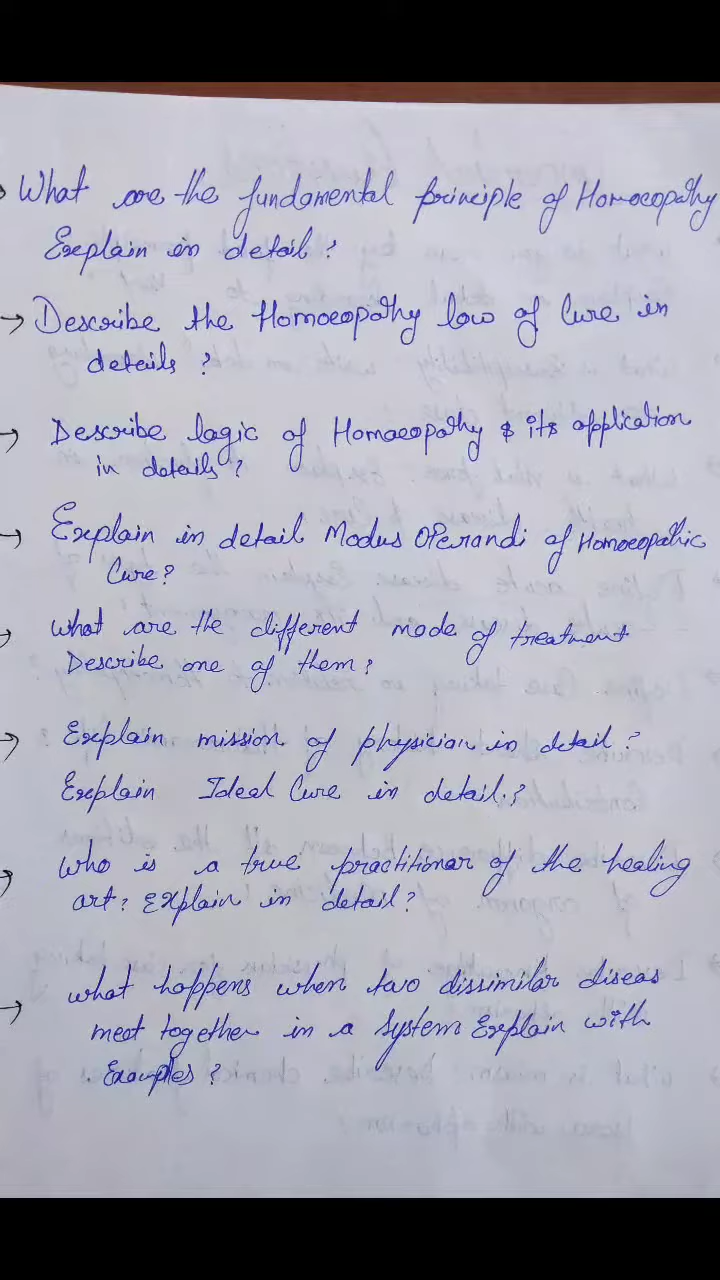 What are the fundamental principle of Homoeopathy
Explain in detail?
→ Describe the Homoeopathy law of Cure in
details?
→ Describe logic of Homoeopathy & its application
in details?
→ Explain in detail Modus Operandi of Homoeopathic
Cure?
→ what are the different mode of treatment
Describe one of them?
→ Explain mission of physician in detail?
Explain Ideal Cure in detail.?
→ who is a true practitionar of the healing
art? Explain in detail?
→ what happens when two dissimilar diseas
meet together in a system Explain with
Examples?